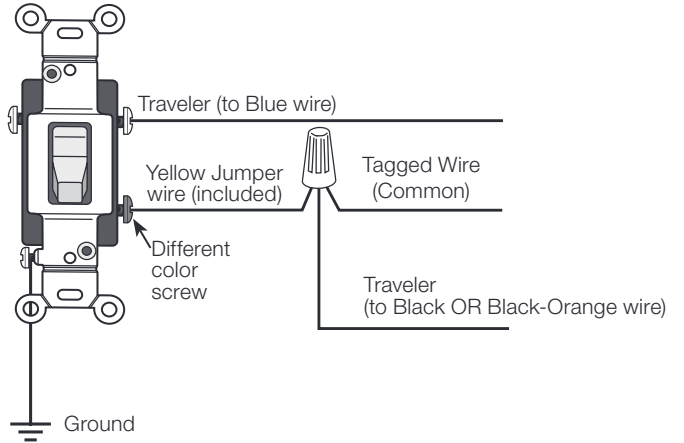 Traveler (to Blue wire)
Yellow Jumper
wire (included)
Tagged Wire
(Common)
Different
color
screw
Traveler
(to Black OR Black-Orange wire)
Ground